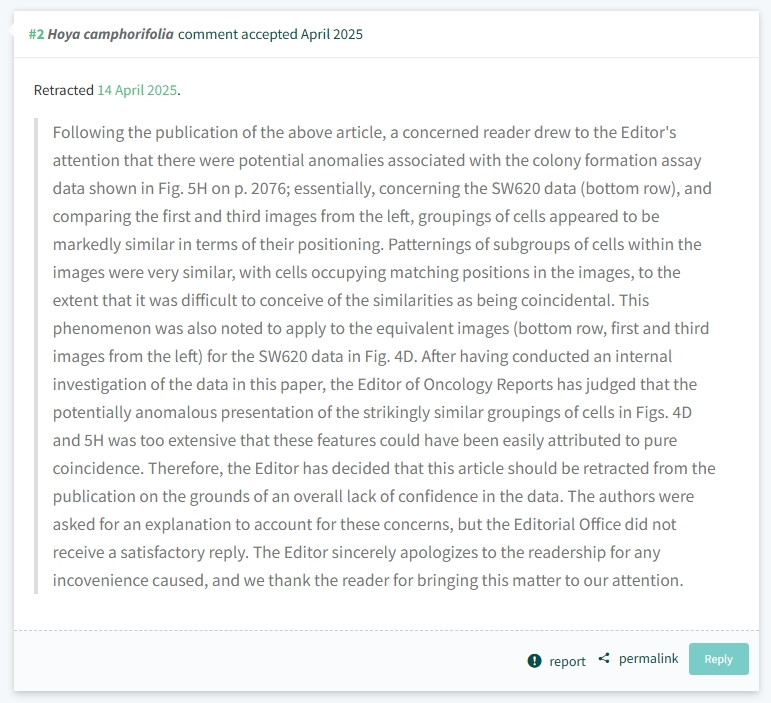 #2 Hoya camphorifolia comment accepted April 2025
Retracted 14 April 2025.
Following the publication of the above article, a concerned reader drew to the Editor's
attention that there were potential anomalies associated with the colony formation assay
data shown in Fig. 5H on p. 2076; essentially, concerning the SW620 data (bottom row), and
comparing the first and third images from the left, groupings of cells appeared to be
markedly similar in terms of their positioning. Patternings of subgroups of cells within the
images were very similar, with cells occupying matching positions in the images, to the
extent that it was difficult to conceive of the similarities as being coincidental. This
phenomenon was also noted to apply to the equivalent images (bottom row, first and third
images from the left) for the SW620 data in Fig. 4D. After having conducted an internal
investigation of the data in this paper, the Editor of Oncology Reports has judged that the
potentially anomalous presentation of the strikingly similar groupings of cells in Figs. 4D
and 5H was too extensive that these features could have been easily attributed to pure
coincidence. Therefore, the Editor has decided that this article should be retracted from the
publication on the grounds of an overall lack of confidence in the data. The authors were
asked for an explanation to account for these concerns, but the Editorial Office did not
receive a satisfactory reply. The Editor sincerely apologizes to the readership for any
incovenience caused, and we thank the reader for bringing this matter to our attention.
report permalink Reply